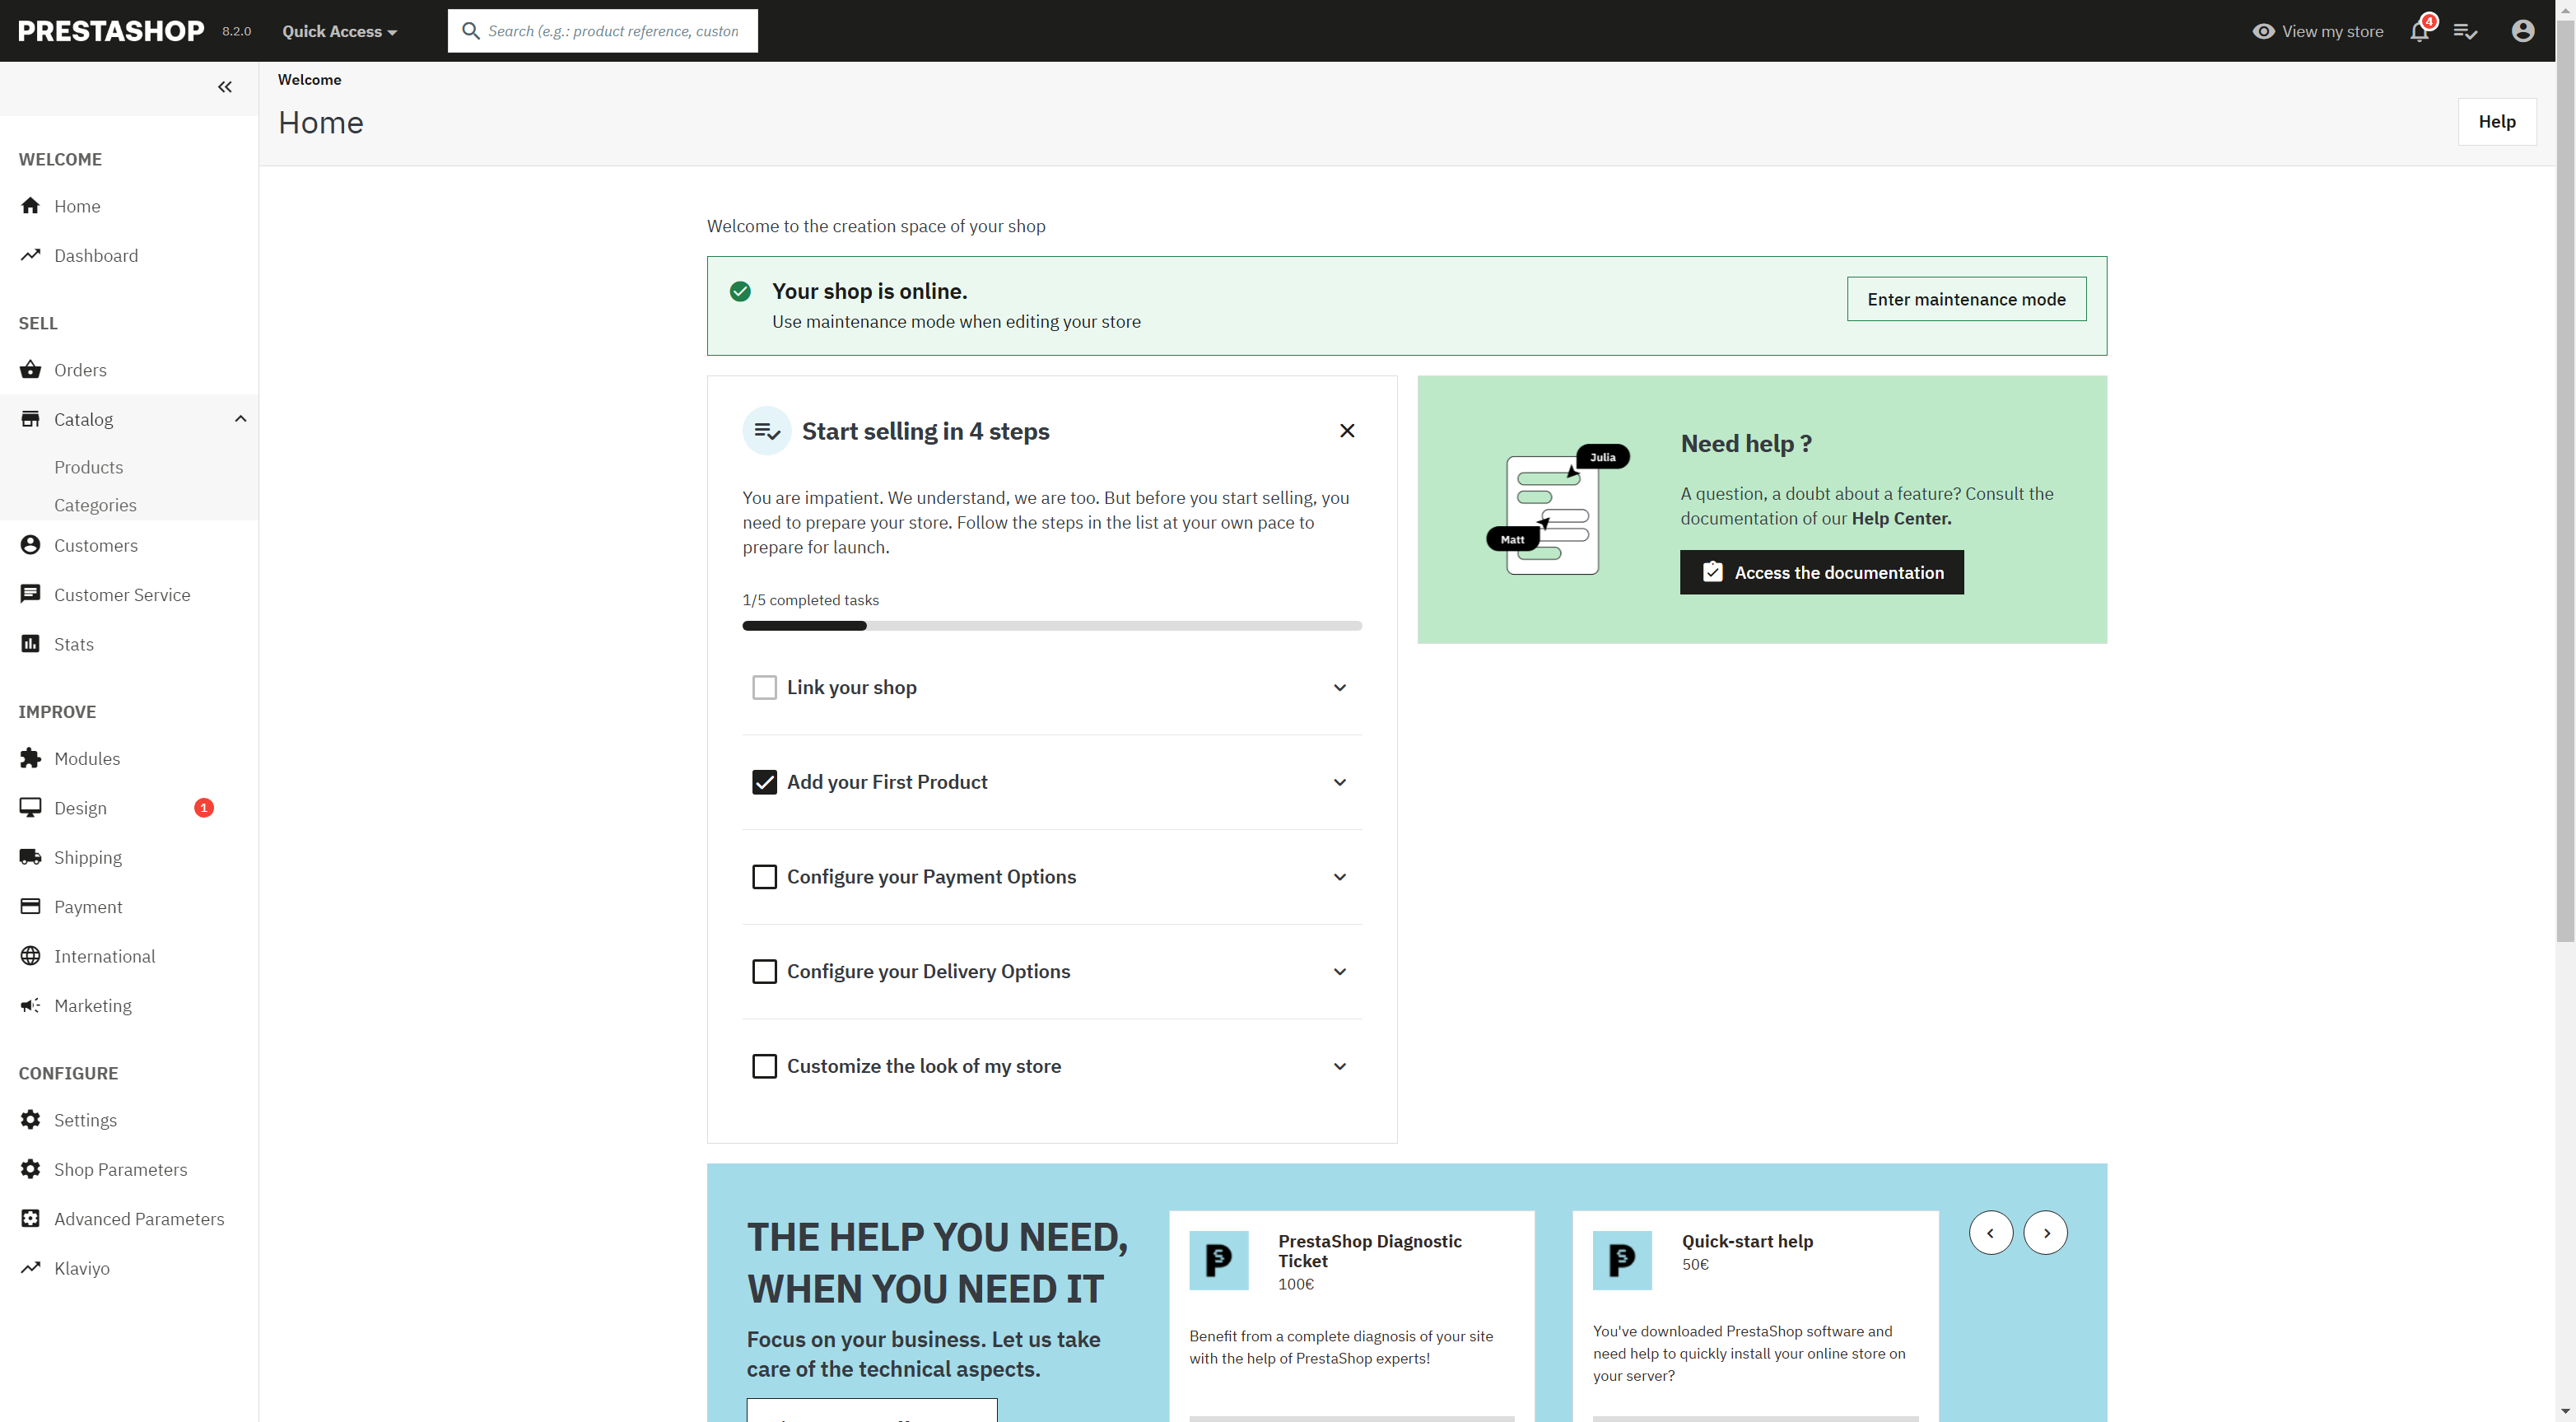 PRESTASHOP 8.2.0 Quick Access Search (e.g.: product reference, custon View my store 4
Welcome
Home
Help
WELCOME
Home
Dashboard
SELL
Orders
Catalog
Products
Categories
Customers
Customer Service
Stats
IMPROVE
Modules
Design 1
Shipping
Payment
International
Marketing
CONFIGURE
Settings
Shop Parameters
Advanced Parameters
Klaviyo
Welcome to the creation space of your shop
Your shop is online.
Use maintenance mode when editing your store
Enter maintenance mode
Start selling in 4 steps
You are impatient. We understand, we are too. But before you start selling, you
need to prepare your store. Follow the steps in the list at your own pace to
prepare for launch.
1/5 completed tasks
Link your shop
Add your First Product
Configure your Payment Options
Configure your Delivery Options
Customize the look of my store
Julia
Matt
Need help ?
A question, a doubt about a feature? Consult the
documentation of our Help Center.
Access the documentation
THE HELP YOU NEED,
WHEN YOU NEED IT
Focus on your business. Let us take
care of the technical aspects.
PrestaShop Diagnostic
Ticket
100€
Benefit from a complete diagnosis of your site
with the help of PrestaShop experts!
Quick-start help
50€
You've downloaded PrestaShop software and
need help to quickly install your online store on
your server?